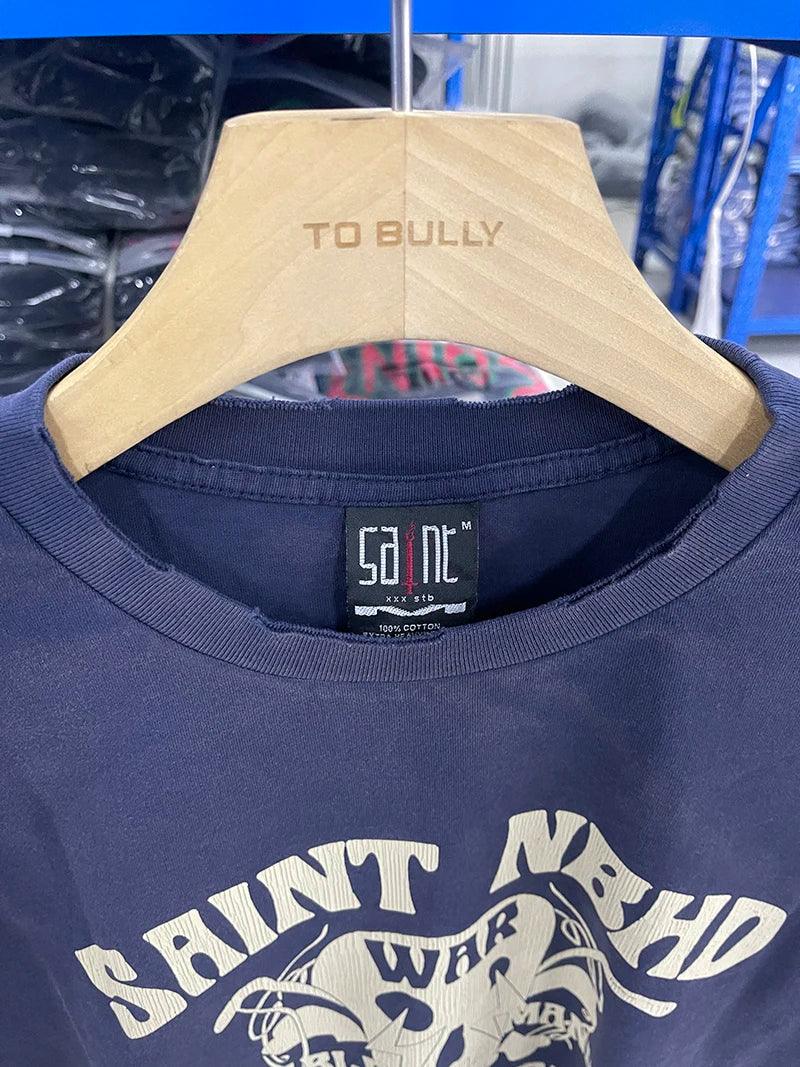 TO BULLY
saint M
xxx stb
100% COTTON
SAINT NBHD
WAR